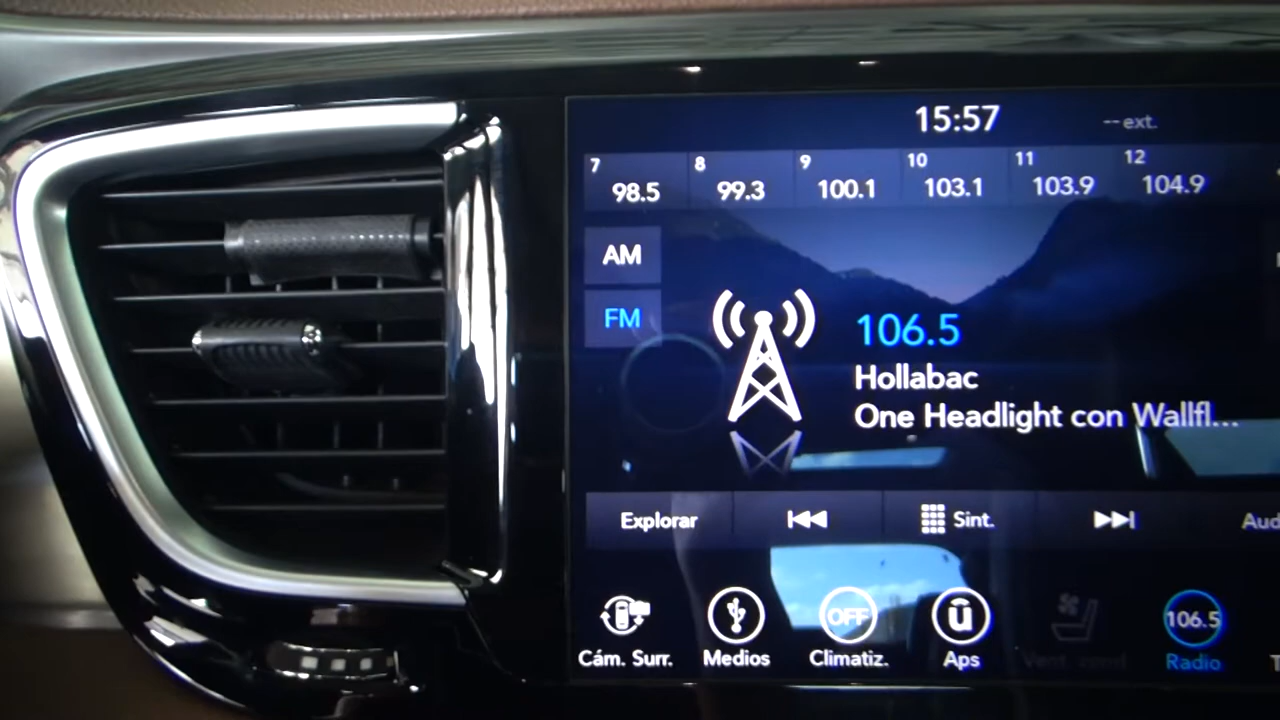 15:57 --ext.
7 8 9 10 11 12
98.5 99.3 100.1 103.1 103.9 104.9
AM
FM
106.5
Hollabac
One Headlight con Wallfl...
Explorar Sint. Aud
OFF ū 106.5
Cám. Surr. Medios Climatiz. Aps Vent. Radio T